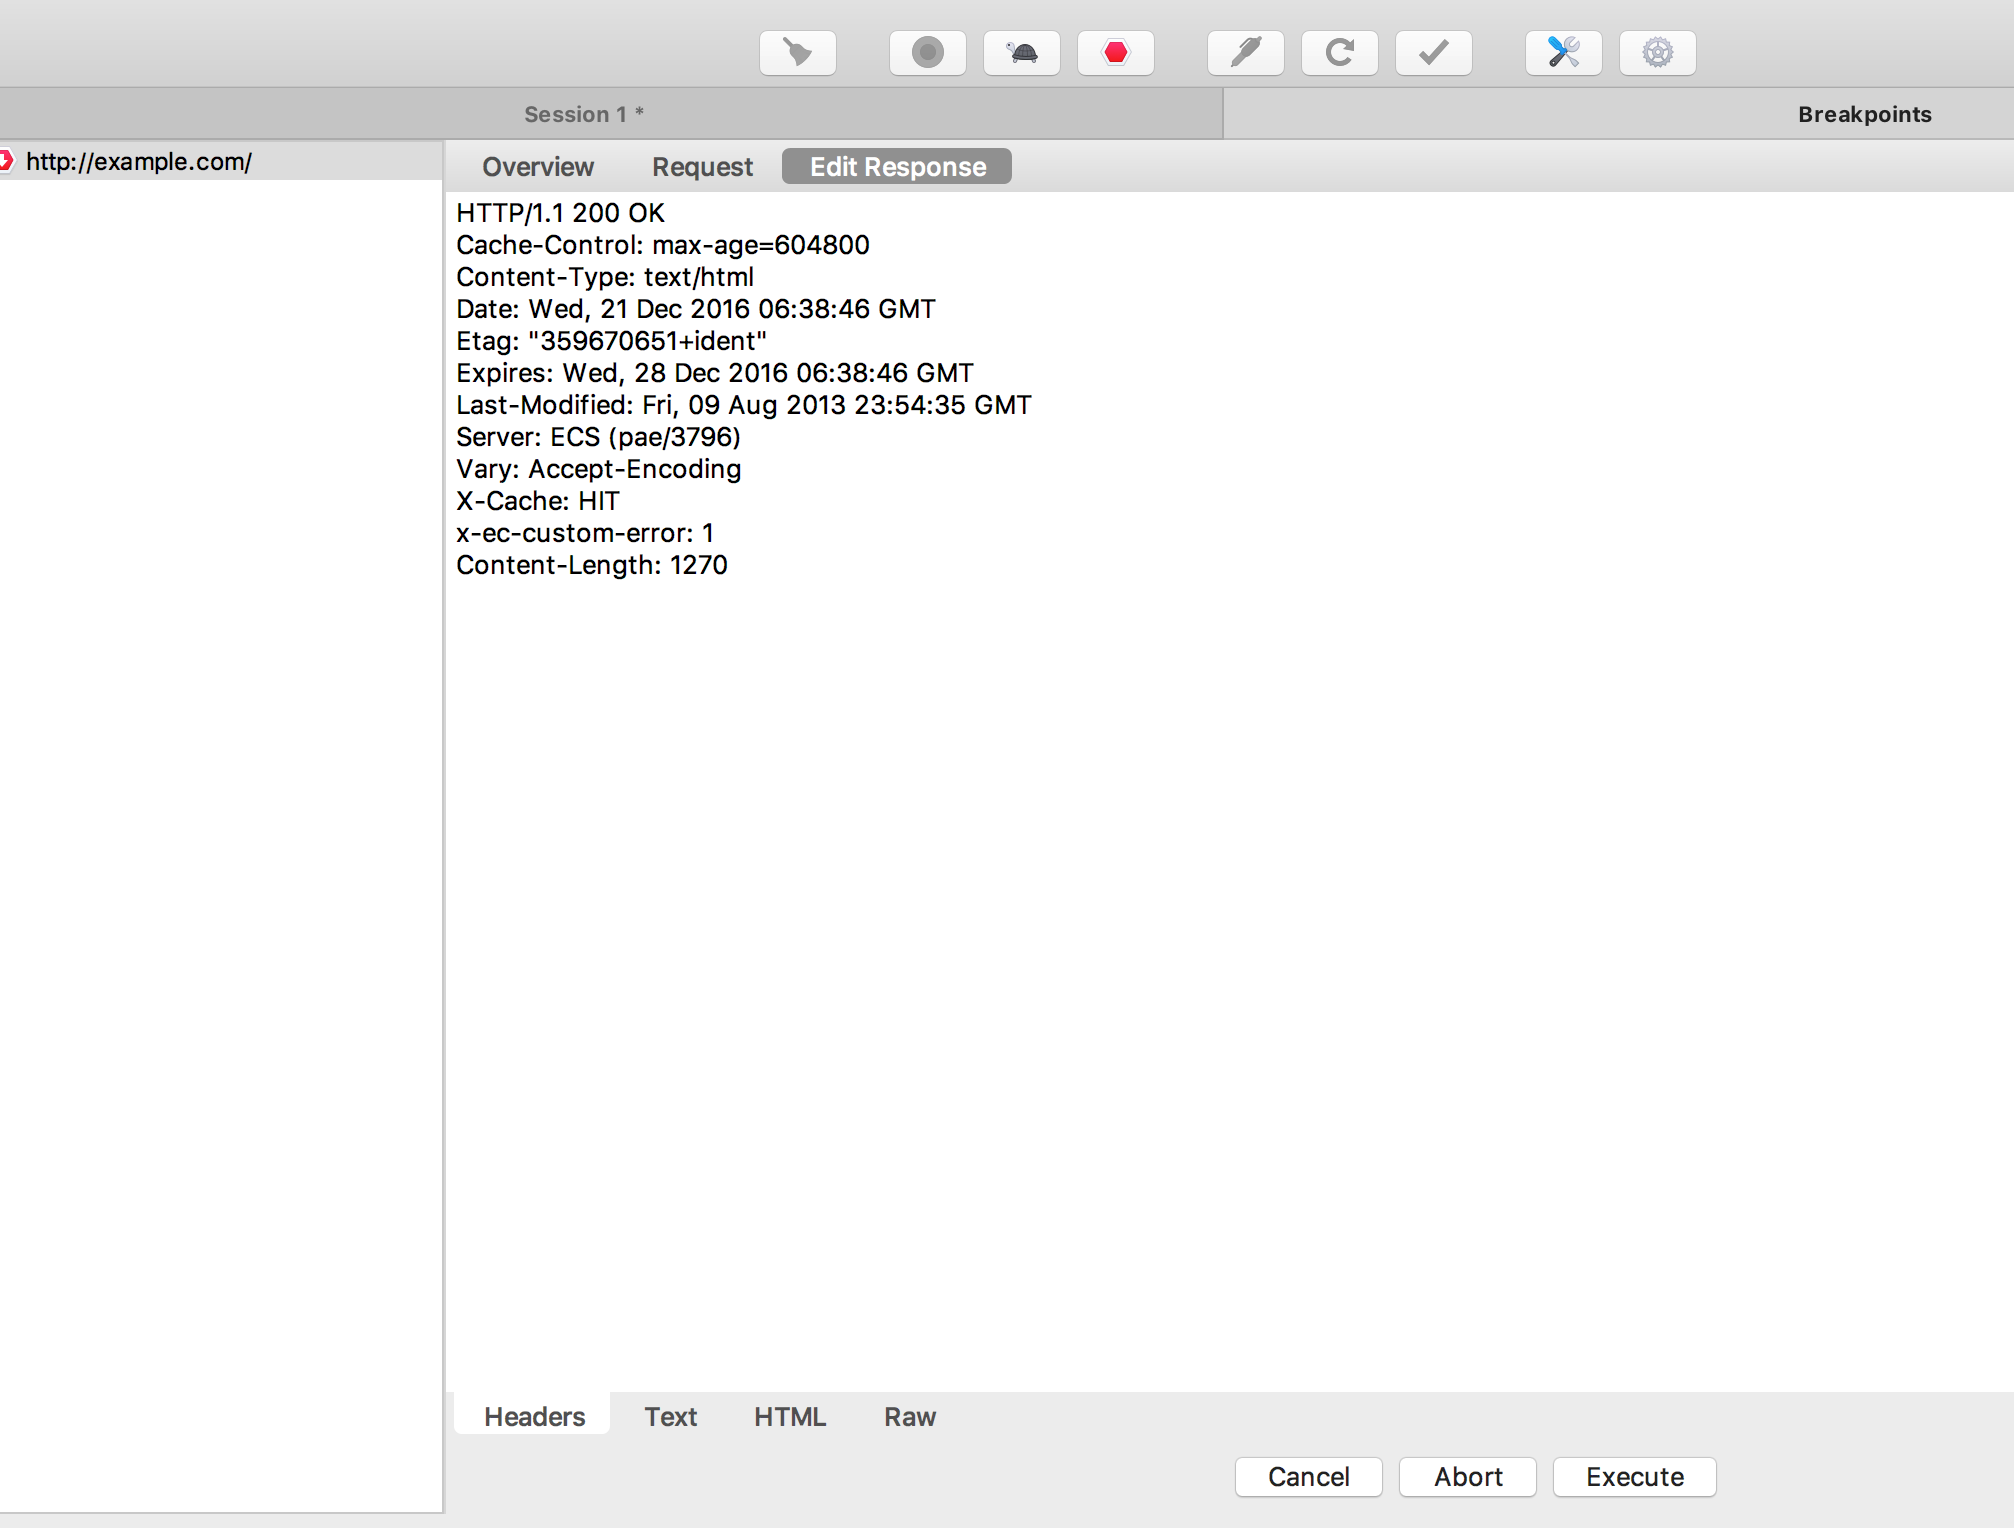 Session 1 *
Breakpoints
http://example.com/
Overview
Request
Edit Response
HTTP/1.1 200 OK
Cache-Control: max-age=604800
Content-Type: text/html
Date: Wed, 21 Dec 2016 06:38:46 GMT
Etag: "359670651+ident"
Expires: Wed, 28 Dec 2016 06:38:46 GMT
Last-Modified: Fri, 09 Aug 2013 23:54:35 GMT
Server: ECS (pae/3796)
Vary: Accept-Encoding
X-Cache: HIT
x-ec-custom-error: 1
Content-Length: 1270
Headers
Text
HTML
Raw
Cancel
Abort
Execute